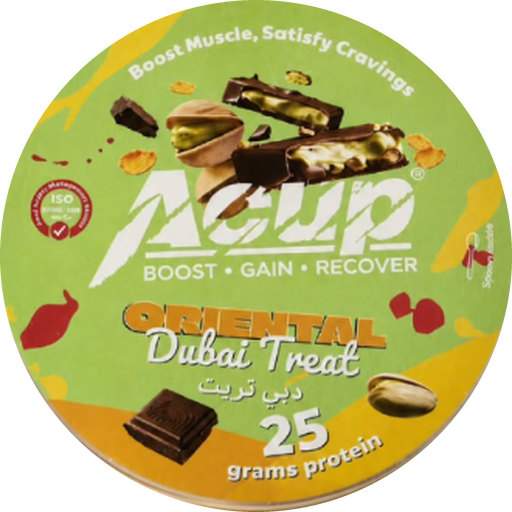 Boost Muscle, Satisfy Cravings
Acup®
BOOST • GAIN • RECOVER
ISO
ORIENTAL
Dubai Treat
دبي تريت
25
grams protein